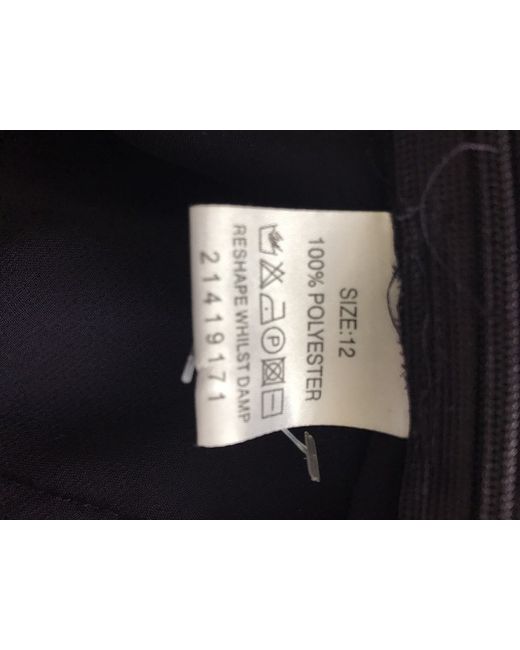 SIZE:12
100% POLYESTER
P
RESHAPE WHILST DAMP
21419171